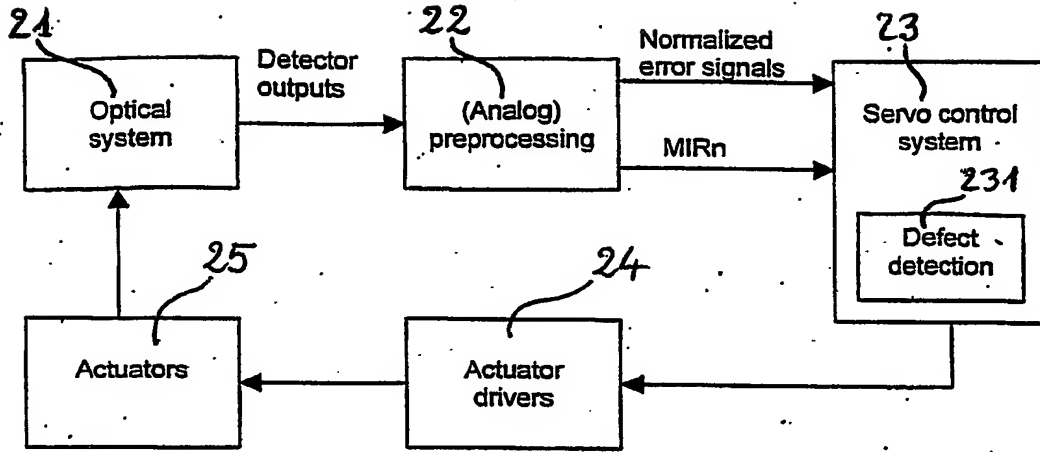 21
Optical
system
Detector
outputs
22
(Analog)
preprocessing
Normalized
error signals
MIRn
23
Servo control
system
231
Defect
detection
25
Actuators
24
Actuator
drivers